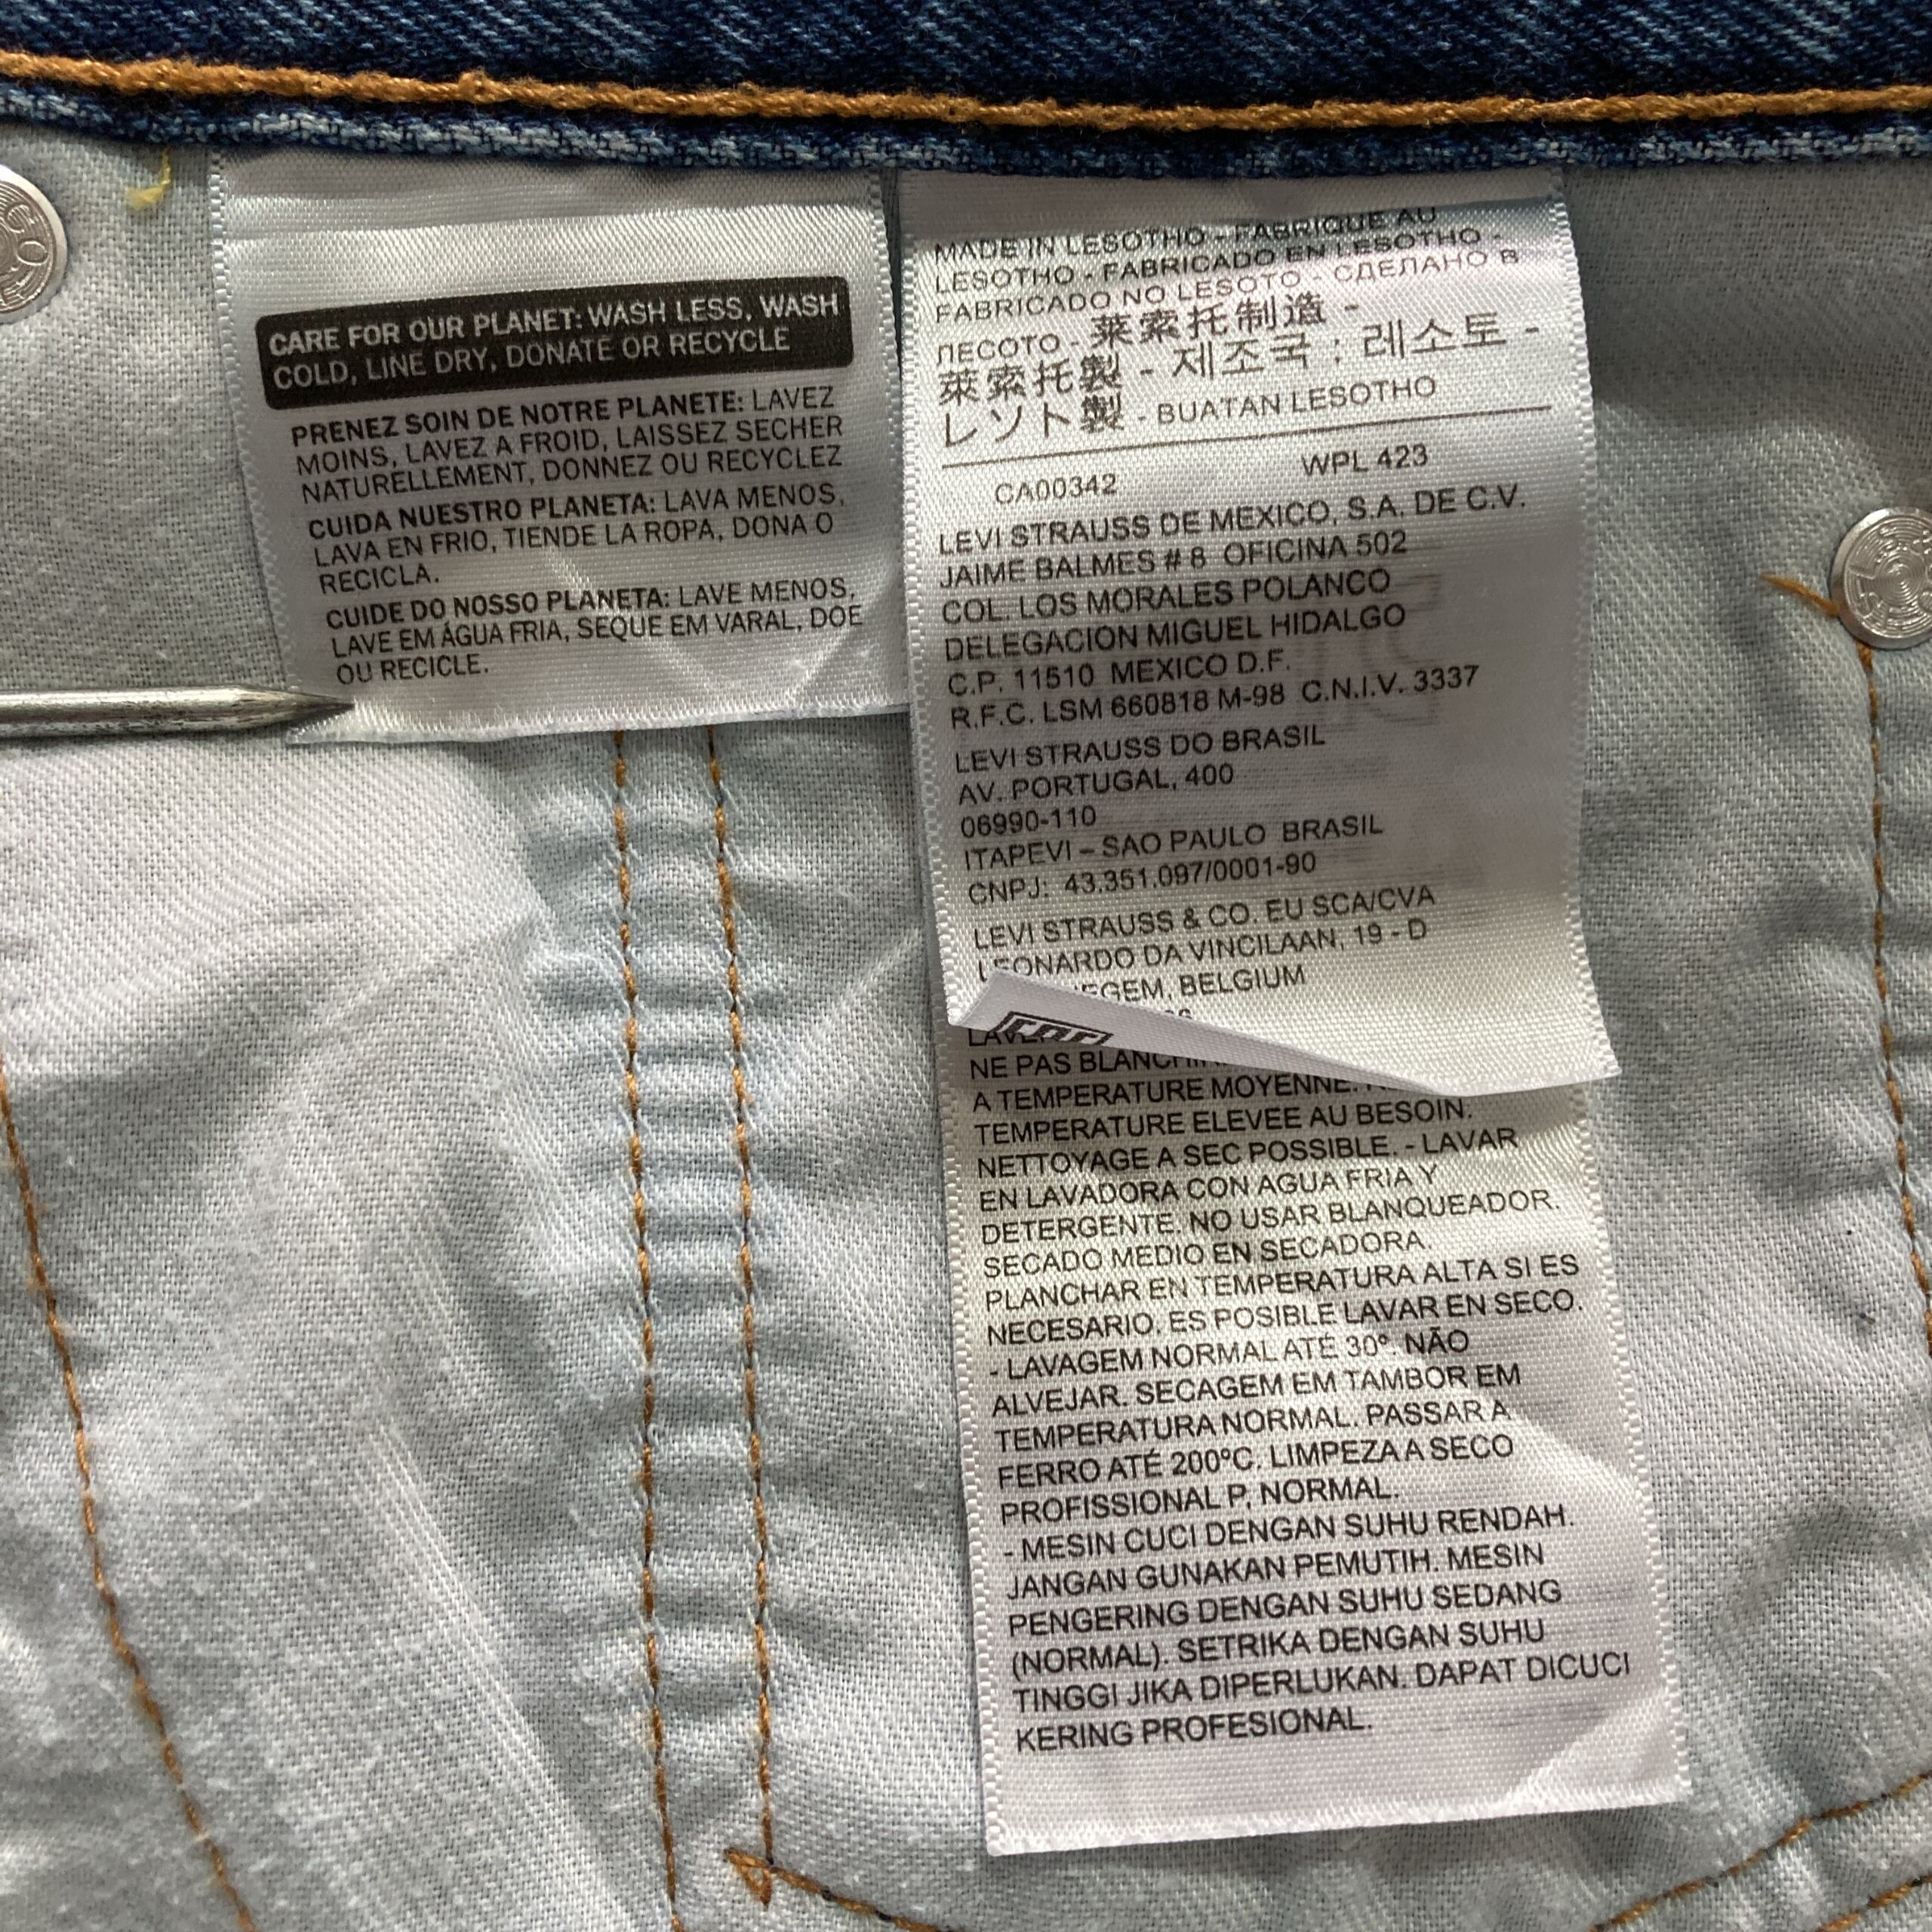 CARE FOR OUR PLANET: WASH LESS, WASH
COLD, LINE DRY, DONATE OR RECYCLE
PRENEZ SOIN DE NOTRE PLANETE: LAVEZ
MOINS, LAVEZ A FROID, LAISSEZ SECHER
NATURELLEMENT, DONNEZ OU RECYCLEZ
CUIDA NUESTRO PLANETA: LAVA MENOS,
LAVA EN FRIO, TIENDE LA ROPA, DONA O
RECICLA.
CUIDE DO NOSSO PLANETA: LAVE MENOS,
LAVE EM ÁGUA FRIA, SEQUE EM VARAL, DOE
OU RECICLE.
MADE IN LESOTHO - FABRIQUE AU
LESOTHO - FABRICADO EN LESOTHO -
FABRICADO NO LESOTO - СДЕЛАНО В
ЛЕСОТО - 莱索托制造 -
萊索托製 - 제조국 : 레소토 -
レソト製 - BUATAN LESOTHO
CA00342 WPL 423
LEVI STRAUSS DE MEXICO, S.A. DE C.V.
JAIME BALMES # 8 OFICINA 502
COL. LOS MORALES POLANCO
DELEGACION MIGUEL HIDALGO
C.P. 11510 MEXICO D.F.
R.F.C. LSM 660818 M-98 C.N.I.V. 3337
LEVI STRAUSS DO BRASIL
AV. PORTUGAL, 400
06990-110
ITAPEVI – SAO PAULO BRASIL
CNPJ: 43.351.097/0001-90
LEVI STRAUSS & CO. EU SCA/CVA
LEONARDO DA VINCILAAN, 19 - D
BELGIUM
NE PAS
A TEMPERATURE MOYENNE.
TEMPERATURE ELEVEE AU BESOIN.
NETTOYAGE A SEC POSSIBLE. - LAVAR
EN LAVADORA CON AGUA FRIA Y
DETERGENTE. NO USAR BLANQUEADOR.
SECADO MEDIO EN SECADORA.
PLANCHAR EN TEMPERATURA ALTA SI ES
NECESARIO. ES POSIBLE LAVAR EN SECO.
- LAVAGEM NORMAL ATÉ 30º. NÃO
ALVEJAR. SECAGEM EM TAMBOR EM
TEMPERATURA NORMAL. PASSAR A
FERRO ATÉ 200ºC. LIMPEZA A SECO
PROFISSIONAL P, NORMAL.
- MESIN CUCI DENGAN SUHU RENDAH.
JANGAN GUNAKAN PEMUTIH. MESIN
PENGERING DENGAN SUHU SEDANG
(NORMAL). SETRIKA DENGAN SUHU
TINGGI JIKA DIPERLUKAN. DAPAT DICUCI
KERING PROFESIONAL.